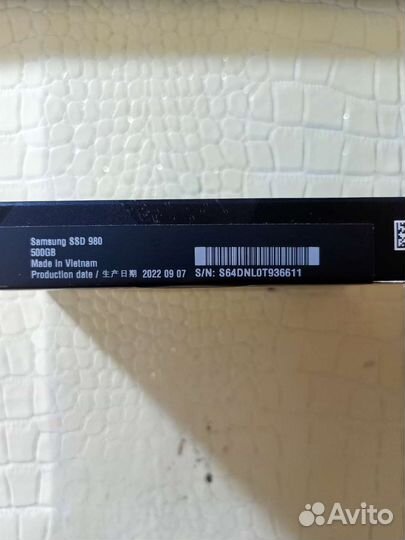 Samsung SSD 980
500GB
Made in Vietnam
Production date / 生产日期 2022 09 07 S/N: S64DNL0T936611
Avito